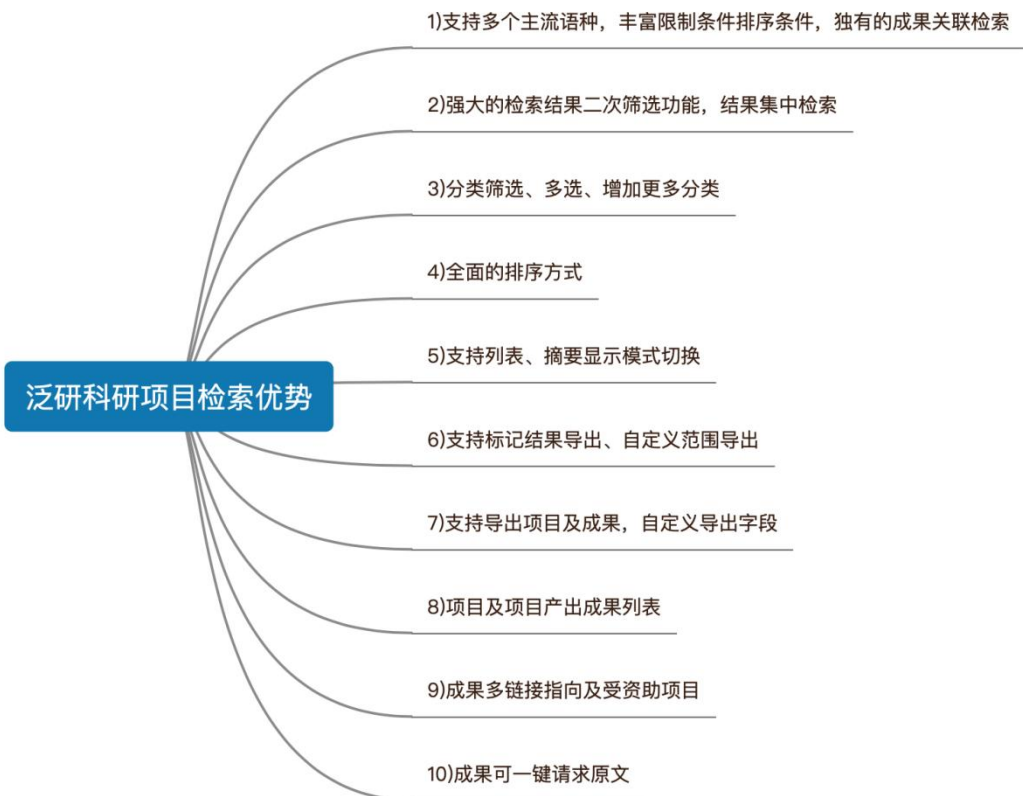 1)支持多个主流语种，丰富限制条件排序条件，独有的成果关联检索
2)强大的检索结果二次筛选功能，结果集中检索
3)分类筛选、多选、增加更多分类
4)全面的排序方式
5)支持列表、摘要显示模式切换
泛研科研项目检索优势
6)支持标记结果导出、自定义范围导出
7)支持导出项目及成果，自定义导出字段
8)项目及项目产出成果列表
9)成果多链接指向及受资助项目
10)成果可一键请求原文